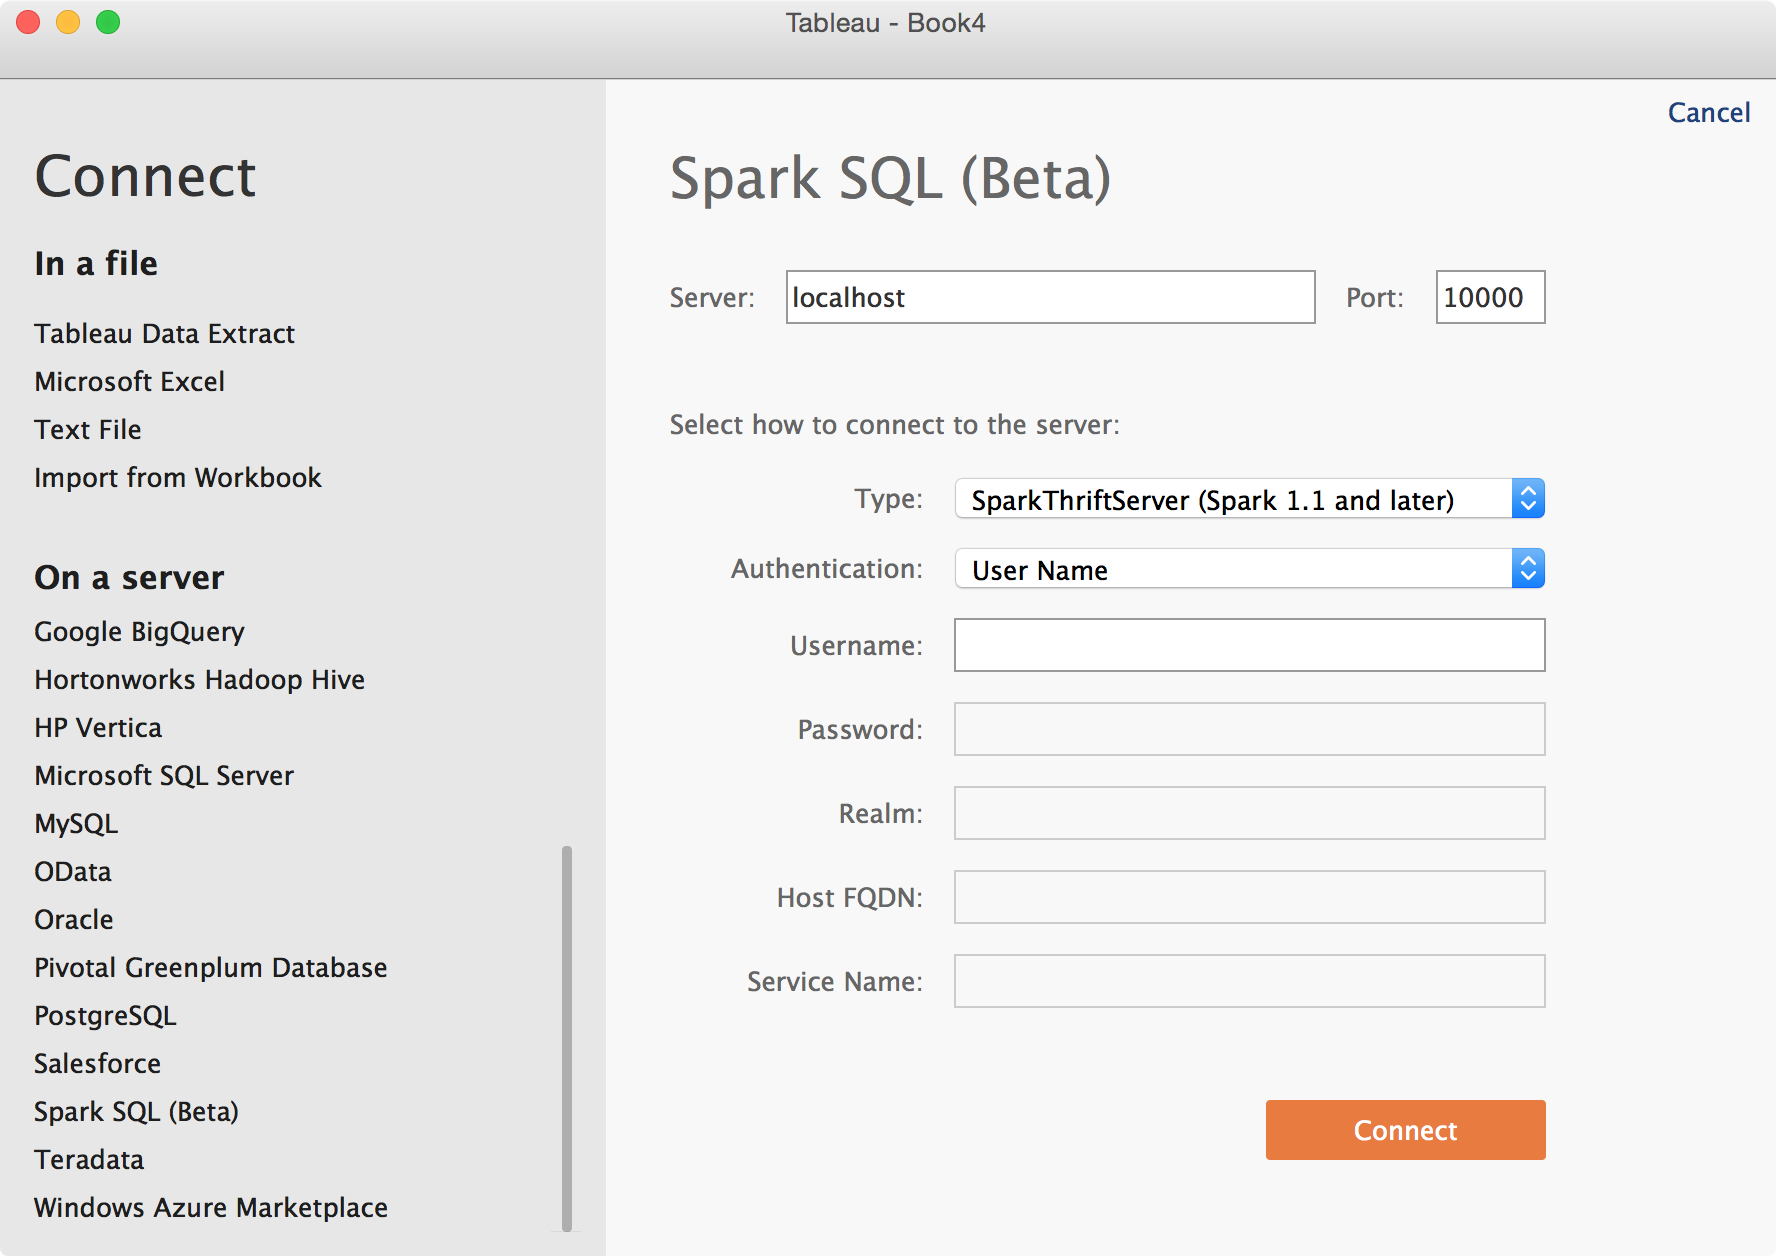 Tableau - Book4
Cancel
Connect
In a file
Tableau Data Extract
Microsoft Excel
Text File
Import from Workbook
On a server
Google BigQuery
Hortonworks Hadoop Hive
HP Vertica
Microsoft SQL Server
MySQL
OData
Oracle
Pivotal Greenplum Database
PostgreSQL
Salesforce
Spark SQL (Beta)
Teradata
Windows Azure Marketplace
Spark SQL (Beta)
Server: localhost Port: 10000
Select how to connect to the server:
Type: SparkThriftServer (Spark 1.1 and later)
Authentication: User Name
Username:
Password:
Realm:
Host FQDN:
Service Name:
Connect